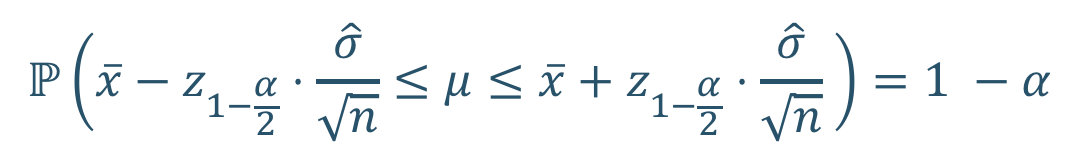 ℙ(x̄ − z_{1−α/2} · σ̂/√n ≤ μ ≤ x̄ + z_{1−α/2} · σ̂/√n) = 1 − α